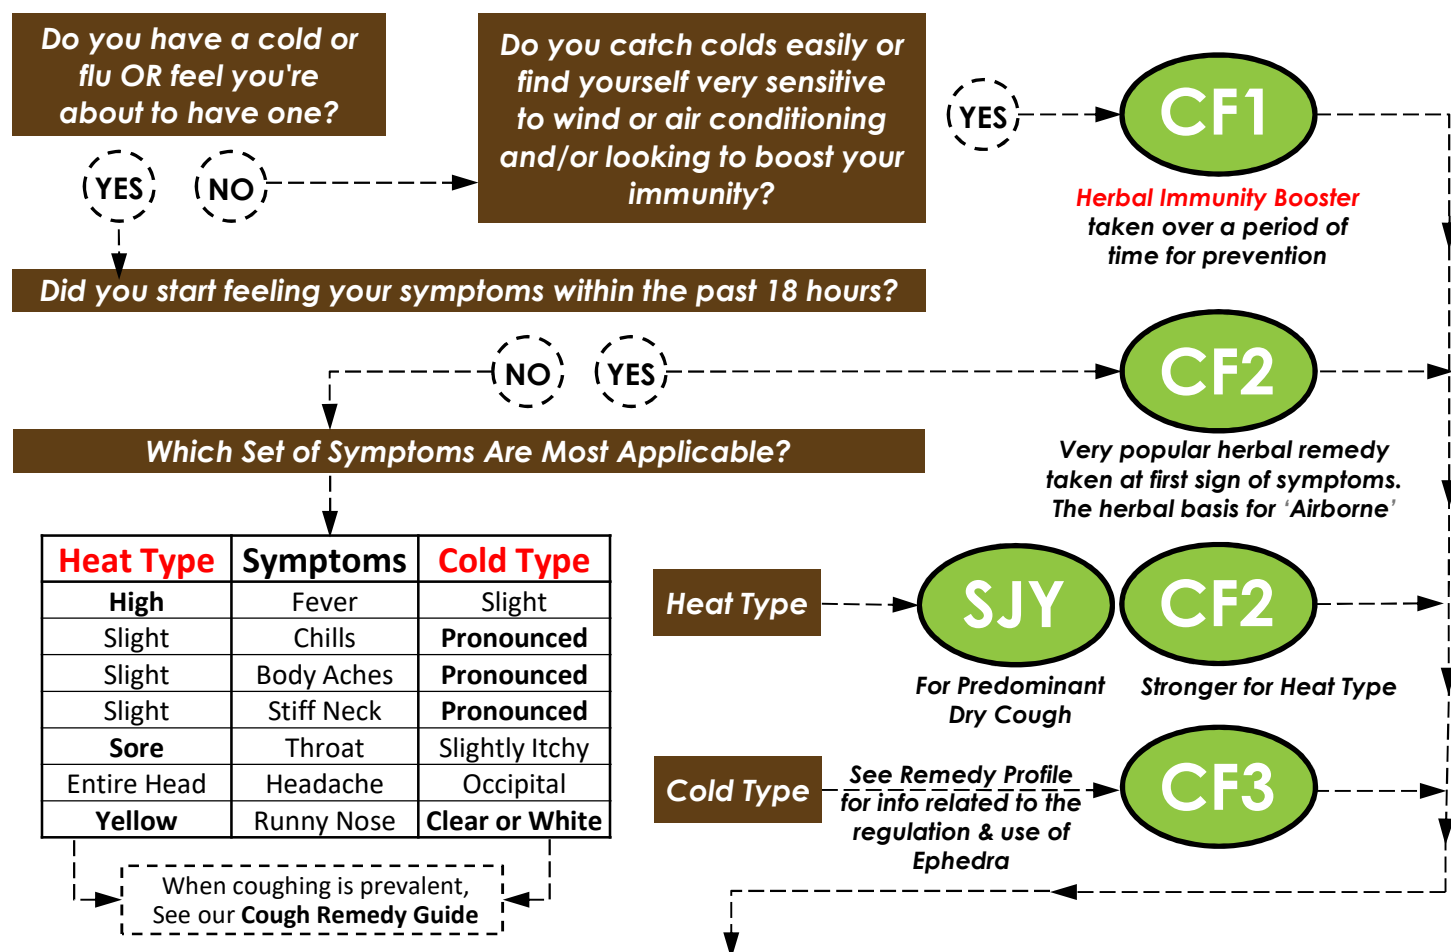 Do you have a cold or
flu OR feel you're
about to have one?
YES
NO
Do you catch colds easily or
find yourself very sensitive
to wind or air conditioning
and/or looking to boost your
immunity?
YES
CF1
Herbal Immunity Booster
taken over a period of
time for prevention
Did you start feeling your symptoms within the past 18 hours?
NO
YES
CF2
Very popular herbal remedy
taken at first sign of symptoms.
The herbal basis for 'Airborne'
Which Set of Symptoms Are Most Applicable?
Heat Type Symptoms Cold Type
High Fever Slight
Slight Chills Pronounced
Slight Body Aches Pronounced
Slight Stiff Neck Pronounced
Sore Throat Slightly Itchy
Entire Head Headache Occipital
Yellow Runny Nose Clear or White
When coughing is prevalent,
See our Cough Remedy Guide
Heat Type
SJY
For Predominant
Dry Cough
CF2
Stronger for Heat Type
Cold Type
See Remedy Profile
for info related to the
regulation & use of
Ephedra
CF3